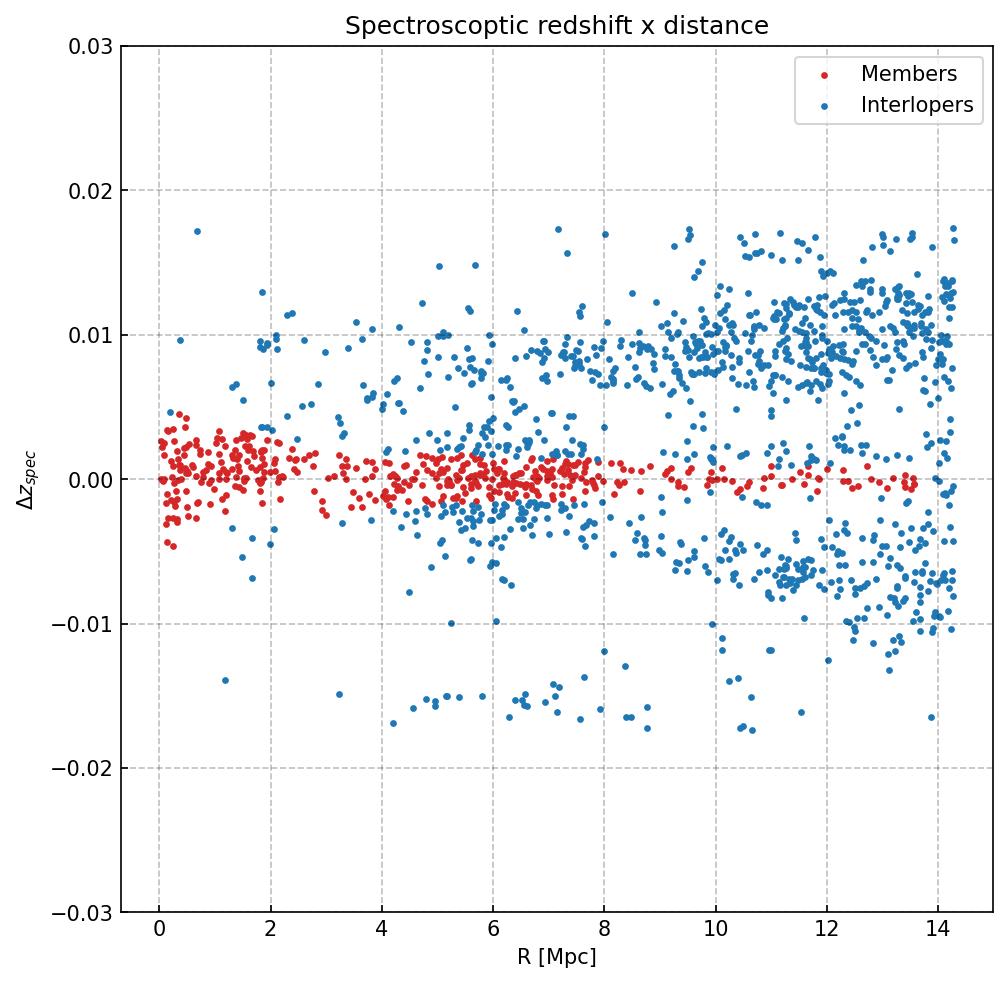 Spectroscoptic redshift x distance
0.03
Members
Interlopers
0.02
0.01
0.00
−0.01
−0.02
−0.03
Δz_spec
0 2 4 6 8 10 12 14
R [Mpc]